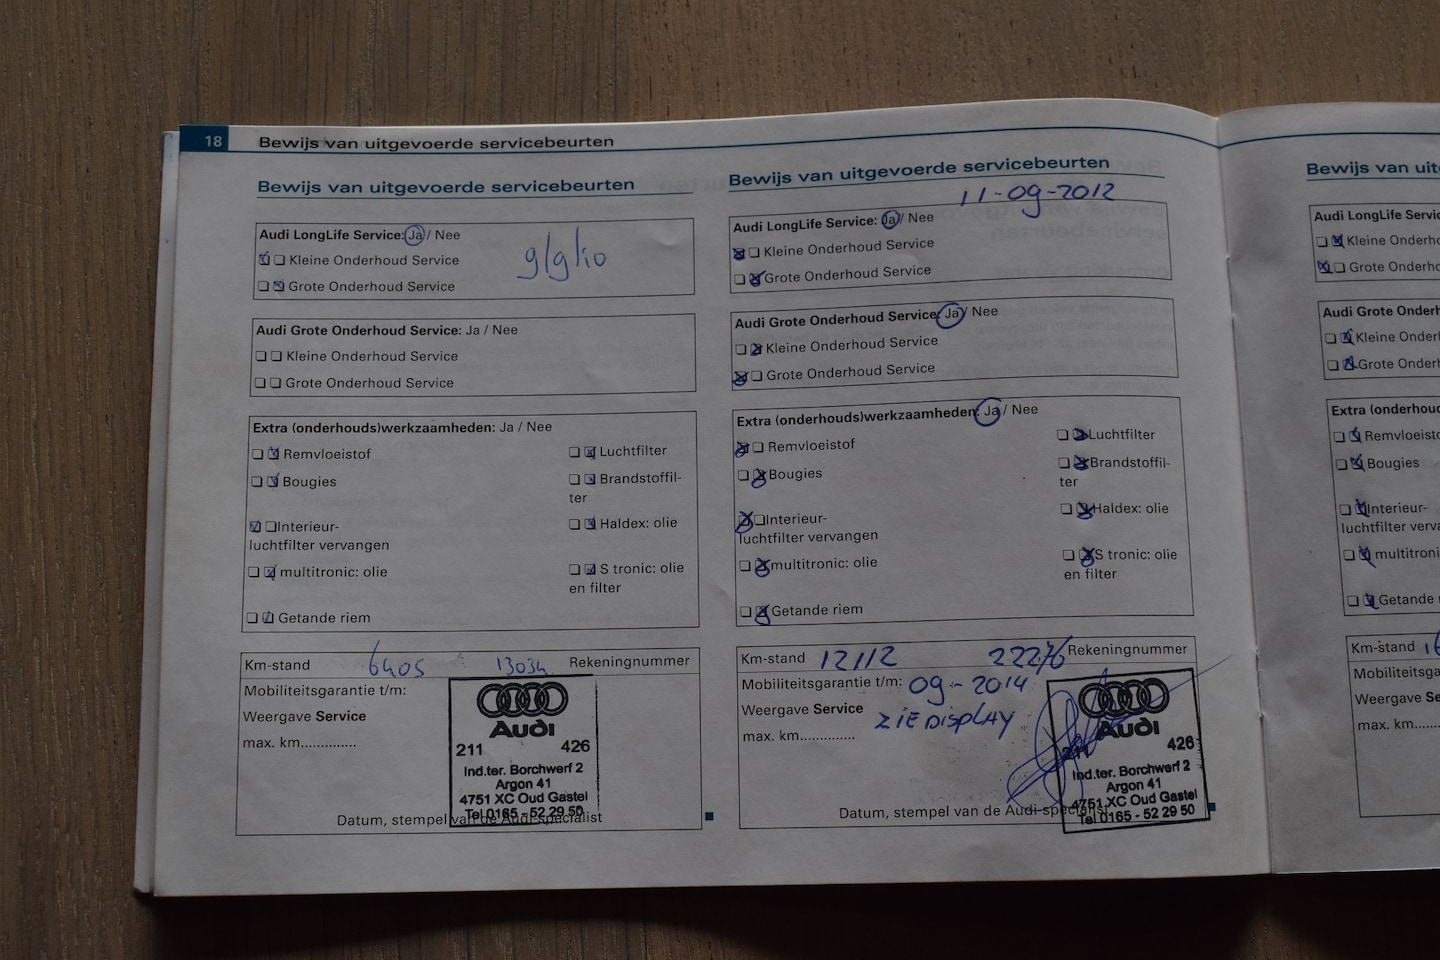 18 Bewijs van uitgevoerde servicebeurten
Bewijs van uitgevoerde servicebeurten
Audi LongLife Service: Ja / Nee
Kleine Onderhoud Service
9/9/10
Grote Onderhoud Service
Audi Grote Onderhoud Service: Ja / Nee
Kleine Onderhoud Service
Grote Onderhoud Service
Extra (onderhouds)werkzaamheden: Ja / Nee
Remvloeistof
Luchtfilter
Bougies
Brandstoffil-
ter
Interieur-
luchtfilter vervangen
Haldex: olie
multitronic: olie
S tronic: olie
en filter
Getande riem
Km-stand 6405 13034 Rekeningnummer
Mobiliteitsgarantie t/m:
Weergave Service
max. km..............
Audi
211 426
Ind.ter. Borchwerf 2
Argon 41
4751 XC Oud Gastel
Tel 0165 - 52 29 50
Datum, stempel van de Audi-specialist
Bewijs van uitgevoerde servicebeurten
11-09-2012
Audi LongLife Service: Ja / Nee
Kleine Onderhoud Service
Grote Onderhoud Service
Audi Grote Onderhoud Service: Ja / Nee
Kleine Onderhoud Service
Grote Onderhoud Service
Extra (onderhouds)werkzaamheden: Ja / Nee
Remvloeistof
Luchtfilter
Bougies
Brandstoffil-
ter
Interieur-
luchtfilter vervangen
Haldex: olie
multitronic: olie
S tronic: olie
en filter
Getande riem
Km-stand 12112 22276 Rekeningnummer
Mobiliteitsgarantie t/m: 09-2014
Weergave Service ZIE DISPLAY
max. km..............
Audi
211 426
Ind.ter. Borchwerf 2
Argon 41
4751 XC Oud Gastel
Tel 0165 - 52 29 50
Datum, stempel van de Audi-specialist
Bewijs van
Audi LongLife
Kleine
Grote
Audi Grote
Kleine
Grote
Extra
Bougies
Interieur-
luchtfilter
Getande
Km-stand
max. km....